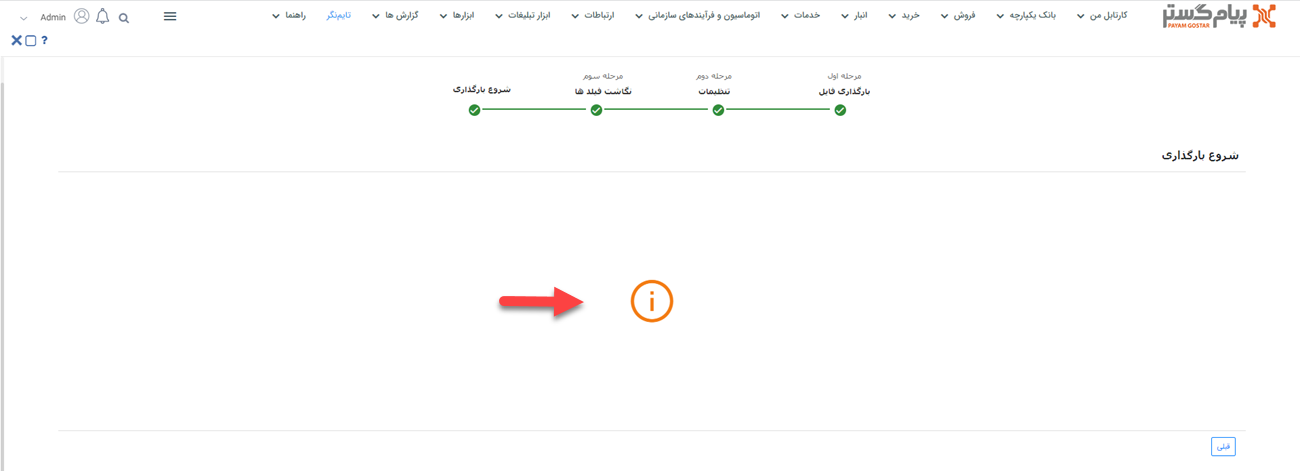 پیام گستر
PAYAM GOSTAR
کارتابل من
بانک یکپارچه
فروش
خرید
انبار
خدمات
اتوماسیون و فرآیندهای سازمانی
ارتباطات
ابزار تبلیغات
ابزارها
گزارش ها
تایم‌نگر
راهنما
Admin
?
مرحله اول
بارگذاری فایل
مرحله دوم
تنظیمات
مرحله سوم
نگاشت فیلد ها
شروع بارگذاری
شروع بارگذاری
i
قبلی